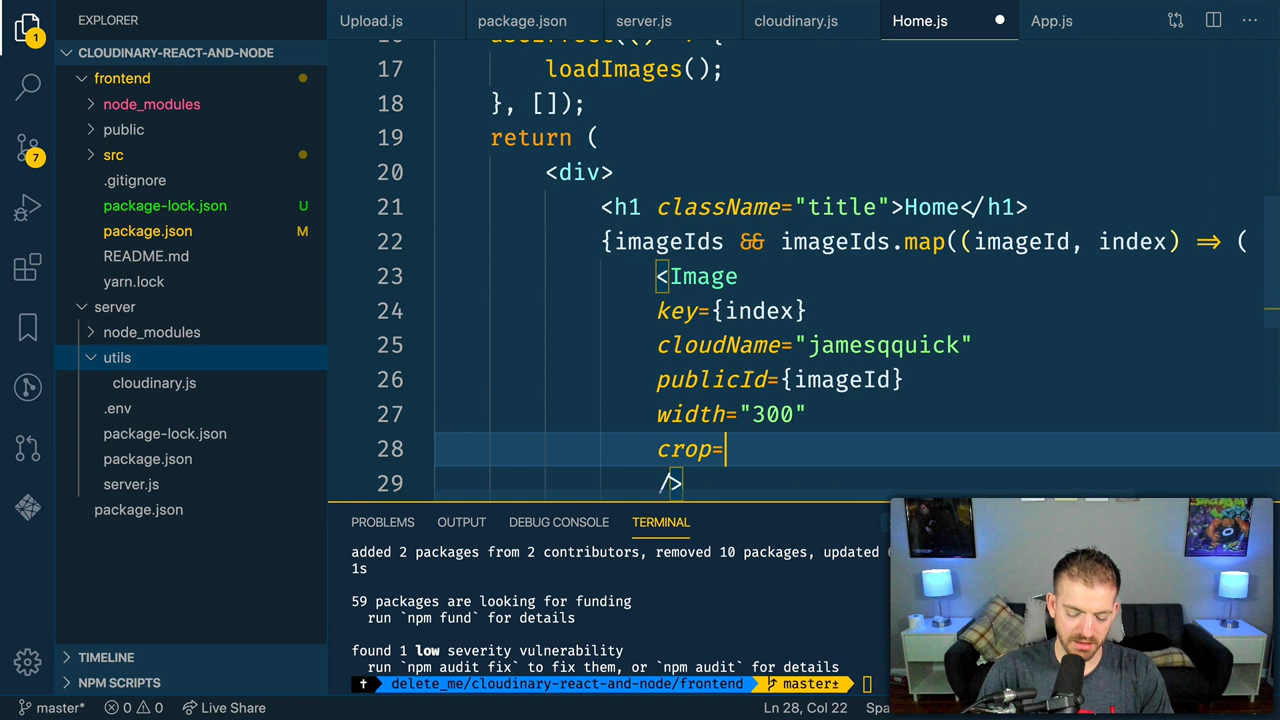 EXPLORER
Upload.js
package.json
server.js
cloudinary.js
Home.js
App.js
1
CLOUDINARY-REACT-AND-NODE
frontend
node_modules
public
src
.gitignore
package-lock.json U
package.json M
README.md
yarn.lock
server
node_modules
utils
cloudinary.js
.env
package-lock.json
package.json
server.js
package.json
TIMELINE
NPM SCRIPTS
7
17 loadImages();
18 }, []);
19 return (
20 <div>
21 <h1 className="title">Home</h1>
22 {imageIds && imageIds.map((imageId, index) => (
23 <Image
24 key={index}
25 cloudName="jamesqquick"
26 publicId={imageId}
27 width="300"
28 crop=
29 />
PROBLEMS OUTPUT DEBUG CONSOLE TERMINAL
added 2 packages from 2 contributors, removed 10 packages, updated
1s
59 packages are looking for funding
run `npm fund` for details
found 1 low severity vulnerability
run `npm audit fix` to fix them, or `npm audit` for details
delete_me/cloudinary-react-and-node/frontend master±
master* 0 0 Live Share
Ln 28, Col 22